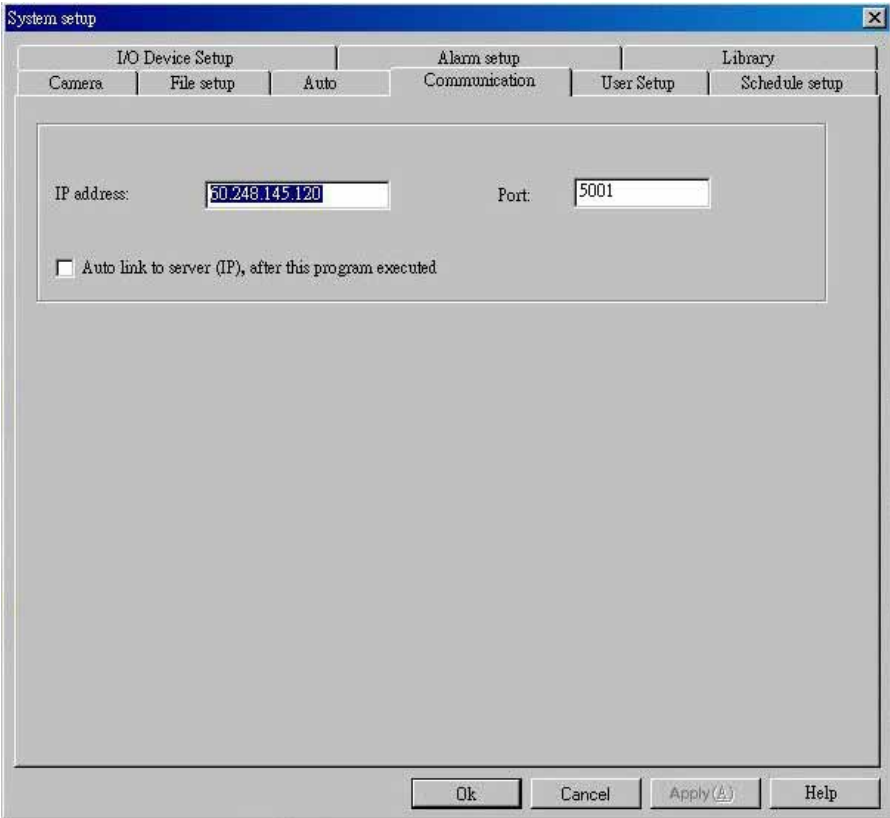 System setup
I/O Device Setup Alarm setup Library
Camera File setup Auto Communication User Setup Schedule setup
IP address: 60.248.145.120 Port: 5001
Auto link to server (IP), after this program executed
Ok Cancel Apply(A) Help